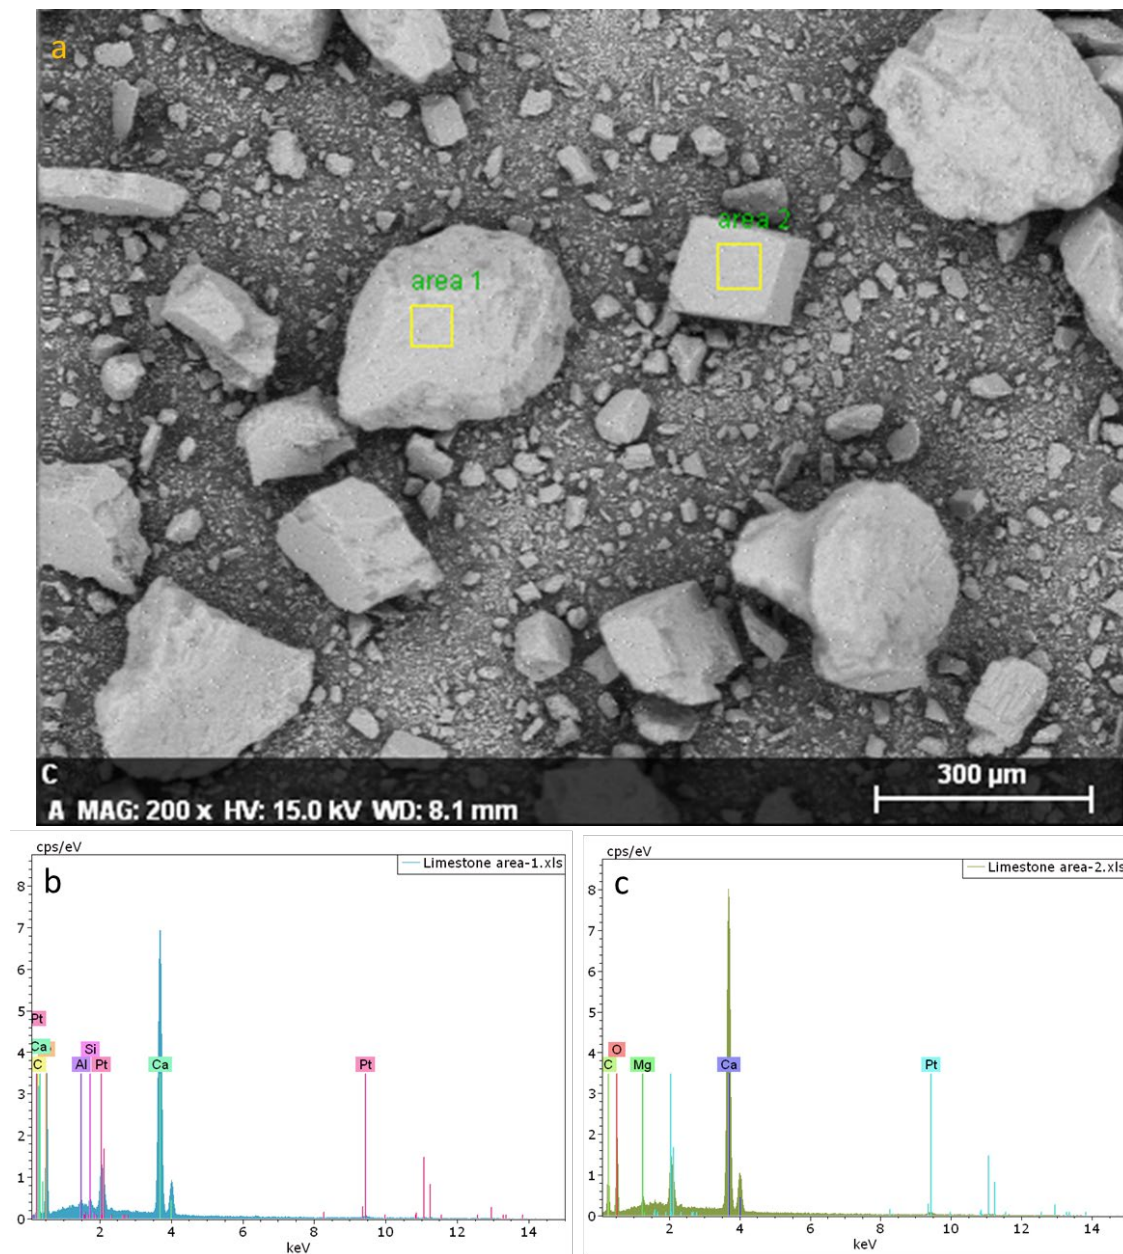 a
area 1
area 2
C
A MAG: 200 x HV: 15.0 kV WD: 8.1 mm
300 µm
cps/eV
b
Limestone area-1.xls
8
7
6
5
4
3
2
1
0
Pt
Ca
C
Al
Si
Pt
Ca
Pt
2
4
6
8
10
12
14
keV
cps/eV
c
Limestone area-2.xls
8
7
6
5
4
3
2
1
0
C
O
Mg
Ca
Pt
2
4
6
8
10
12
14
keV